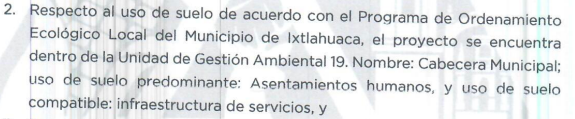 2. Respecto al uso de suelo de acuerdo con el Programa de Ordenamiento
Ecológico Local del Municipio de Ixtlahuaca, el proyecto se encuentra
dentro de la Unidad de Gestión Ambiental 19. Nombre: Cabecera Municipal;
uso de suelo predominante: Asentamientos humanos, y uso de suelo
compatible: infraestructura de servicios, y